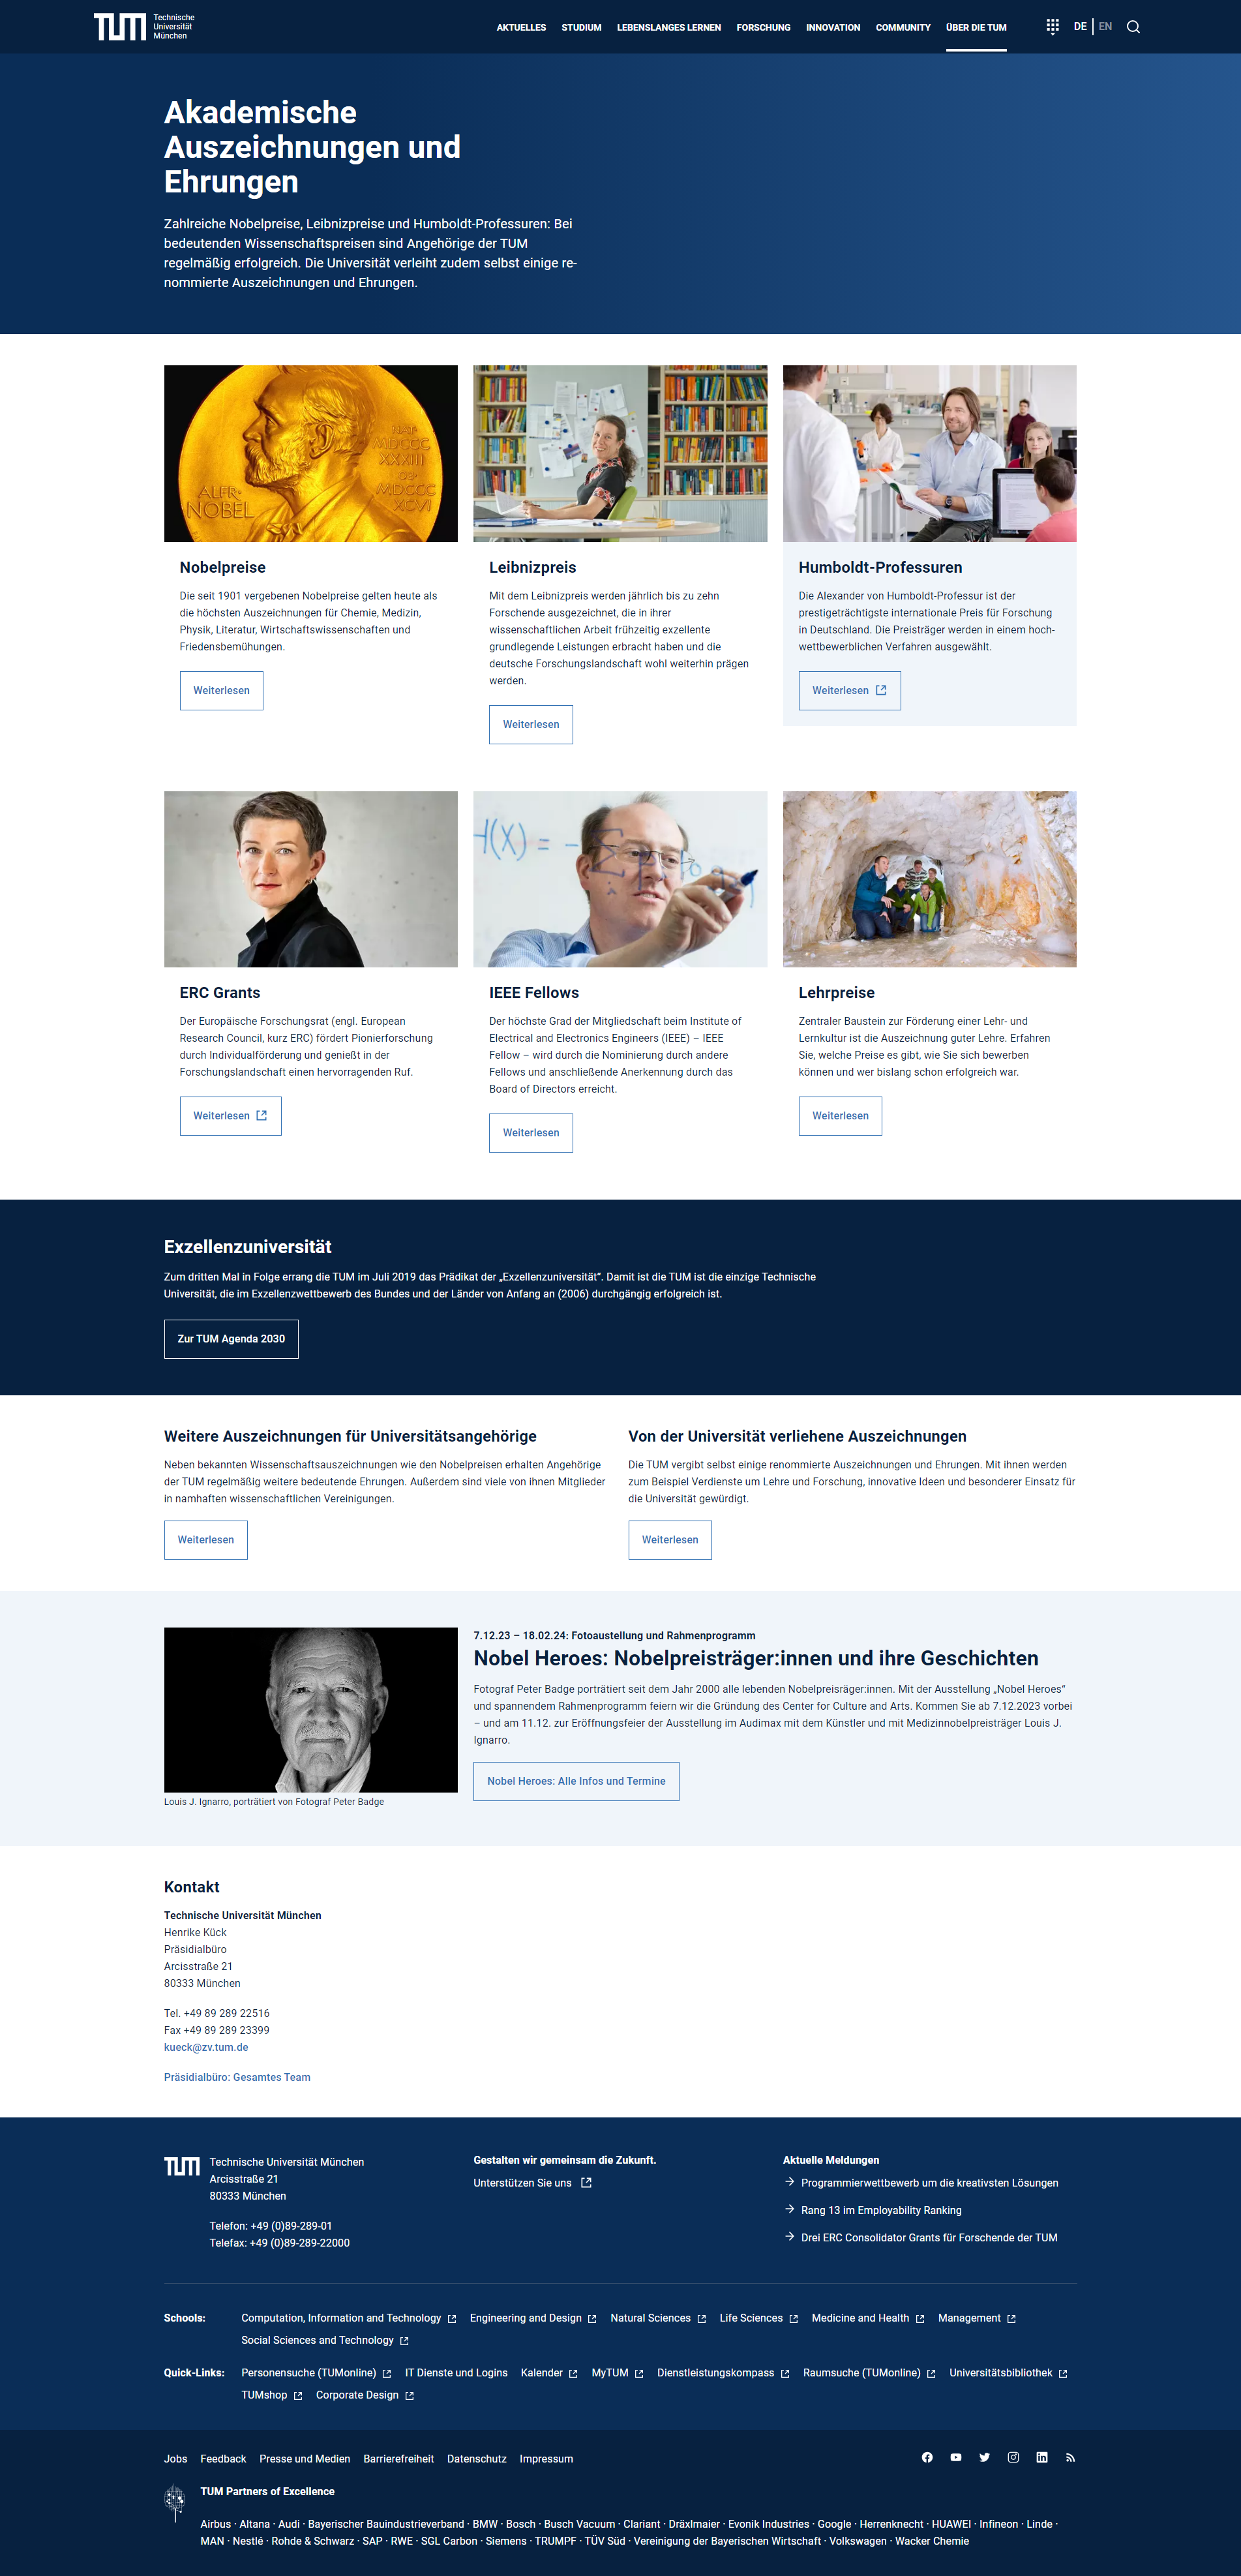 TUM Technische
Universität
München
AKTUELLES STUDIUM LEBENSLANGES LERNEN FORSCHUNG INNOVATION COMMUNITY ÜBER DIE TUM DE EN
Akademische
Auszeichnungen und
Ehrungen
Zahlreiche Nobelpreise, Leibnizpreise und Humboldt-Professuren: Bei
bedeutenden Wissenschaftspreisen sind Angehörige der TUM
regelmäßig erfolgreich. Die Universität verleiht zudem selbst einige re-
nommierte Auszeichnungen und Ehrungen.
NAT.
MDCCC
XXXIII
OB.
MDCCC
XCVI
ALFR.
NOBEL
Nobelpreise
Die seit 1901 vergebenen Nobelpreise gelten heute als
die höchsten Auszeichnungen für Chemie, Medizin,
Physik, Literatur, Wirtschaftswissenschaften und
Friedensbemühungen.
Weiterlesen
Leibnizpreis
Mit dem Leibnizpreis werden jährlich bis zu zehn
Forschende ausgezeichnet, die in ihrer
wissenschaftlichen Arbeit frühzeitig exzellente
grundlegende Leistungen erbracht haben und die
deutsche Forschungslandschaft wohl weiterhin prägen
werden.
Weiterlesen
Humboldt-Professuren
Die Alexander von Humboldt-Professur ist der
prestigeträchtigste internationale Preis für Forschung
in Deutschland. Die Preisträger werden in einem hoch-
wettbewerblichen Verfahren ausgewählt.
Weiterlesen
ERC Grants
Der Europäische Forschungsrat (engl. European
Research Council, kurz ERC) fördert Pionierforschung
durch Individualförderung und genießt in der
Forschungslandschaft einen hervorragenden Ruf.
Weiterlesen
H(X) = - Σ p log
IEEE Fellows
Der höchste Grad der Mitgliedschaft beim Institute of
Electrical and Electronics Engineers (IEEE) – IEEE
Fellow – wird durch die Nominierung durch andere
Fellows und anschließende Anerkennung durch das
Board of Directors erreicht.
Weiterlesen
Lehrpreise
Zentraler Baustein zur Förderung einer Lehr- und
Lernkultur ist die Auszeichnung guter Lehre. Erfahren
Sie, welche Preise es gibt, wie Sie sich bewerben
können und wer bislang schon erfolgreich war.
Weiterlesen
Exzellenzuniversität
Zum dritten Mal in Folge errang die TUM im Juli 2019 das Prädikat der „Exzellenzuniversität“. Damit ist die TUM ist die einzige Technische
Universität, die im Exzellenzwettbewerb des Bundes und der Länder von Anfang an (2006) durchgängig erfolgreich ist.
Zur TUM Agenda 2030
Weitere Auszeichnungen für Universitätsangehörige
Neben bekannten Wissenschaftsauszeichnungen wie den Nobelpreisen erhalten Angehörige
der TUM regelmäßig weitere bedeutende Ehrungen. Außerdem sind viele von ihnen Mitglieder
in namhaften wissenschaftlichen Vereinigungen.
Weiterlesen
Von der Universität verliehene Auszeichnungen
Die TUM vergibt selbst einige renommierte Auszeichnungen und Ehrungen. Mit ihnen werden
zum Beispiel Verdienste um Lehre und Forschung, innovative Ideen und besonderer Einsatz für
die Universität gewürdigt.
Weiterlesen
7.12.23 – 18.02.24: Fotoaustellung und Rahmenprogramm
Nobel Heroes: Nobelpreisträger:innen und ihre Geschichten
Fotograf Peter Badge porträtiert seit dem Jahr 2000 alle lebenden Nobelpreisräger:innen. Mit der Ausstellung „Nobel Heroes“
und spannendem Rahmenprogramm feiern wir die Gründung des Center for Culture and Arts. Kommen Sie ab 7.12.2023 vorbei
– und am 11.12. zur Eröffnungsfeier der Ausstellung im Audimax mit dem Künstler und mit Medizinnobelpreisträger Louis J.
Ignarro.
Nobel Heroes: Alle Infos und Termine
Louis J. Ignarro, porträtiert von Fotograf Peter Badge
Kontakt
Technische Universität München
Henrike Kück
Präsidialbüro
Arcisstraße 21
80333 München
Tel. +49 89 289 22516
Fax +49 89 289 23399
kueck@zv.tum.de
Präsidialbüro: Gesamtes Team
TUM Technische Universität München
Arcisstraße 21
80333 München
Telefon: +49 (0)89-289-01
Telefax: +49 (0)89-289-22000
Gestalten wir gemeinsam die Zukunft.
Unterstützen Sie uns
Aktuelle Meldungen
Programmierwettbewerb um die kreativsten Lösungen
Rang 13 im Employability Ranking
Drei ERC Consolidator Grants für Forschende der TUM
Schools: Computation, Information and Technology Engineering and Design Natural Sciences Life Sciences Medicine and Health Management
Social Sciences and Technology
Quick-Links: Personensuche (TUMonline) IT Dienste und Logins Kalender MyTUM Dienstleistungskompass Raumsuche (TUMonline) Universitätsbibliothek
TUMshop Corporate Design
Jobs Feedback Presse und Medien Barrierefreiheit Datenschutz Impressum
TUM Partners of Excellence
Airbus · Altana · Audi · Bayerischer Bauindustrieverband · BMW · Bosch · Busch Vacuum · Clariant · Dräxlmaier · Evonik Industries · Google · Herrenknecht · HUAWEI · Infineon · Linde ·
MAN · Nestlé · Rohde & Schwarz · SAP · RWE · SGL Carbon · Siemens · TRUMPF · TÜV Süd · Vereinigung der Bayerischen Wirtschaft · Volkswagen · Wacker Chemie